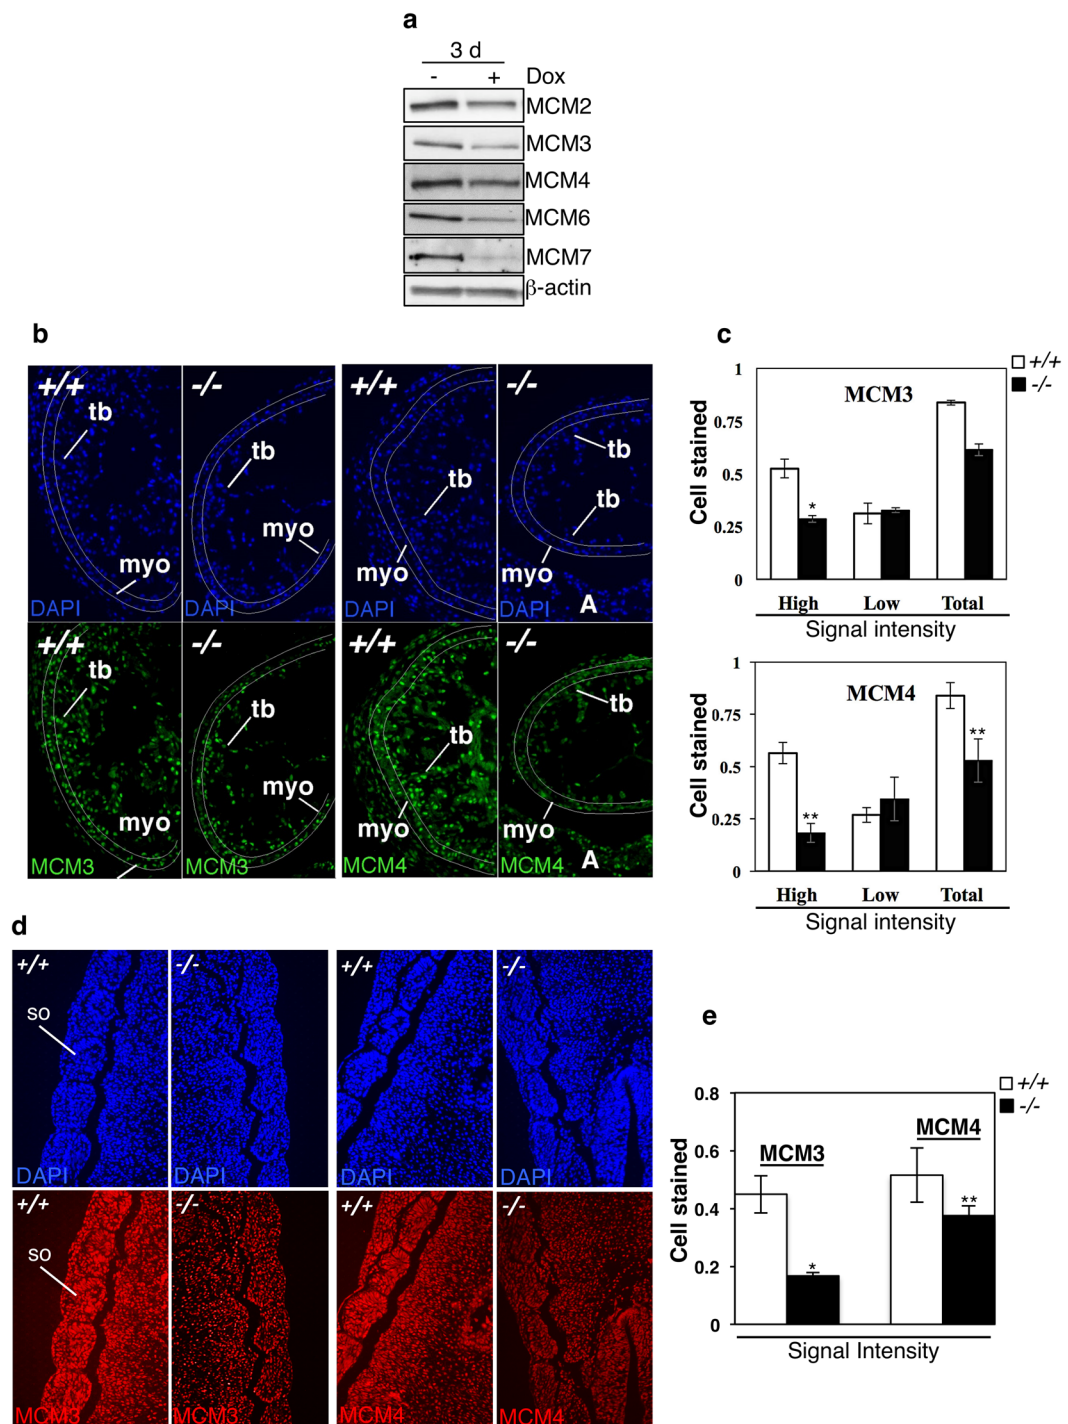 a
3 d
- + Dox
MCM2
MCM3
MCM4
MCM6
MCM7
β-actin
b
+/+ -/- +/+ -/-
tb tb tb tb tb
myo myo myo myo
DAPI DAPI DAPI DAPI A
+/+ -/- +/+ -/-
tb tb tb tb
myo myo myo myo
MCM3 MCM3 MCM4 MCM4 A
c
+/+
-/-
MCM3
Cell stained
1
0.75
0.5
0.25
0
*
High Low Total
Signal intensity
MCM4
Cell stained
1
0.75
0.5
0.25
0
**
**
High Low Total
Signal intensity
d
+/+ -/- +/+ -/-
so
DAPI DAPI DAPI DAPI
+/+ -/- +/+ -/-
so
MCM3 MCM3 MCM4 MCM4
e
+/+
-/-
Cell stained
0.8
0.6
0.4
0.2
0
MCM3
MCM4
*
**
Signal Intensity